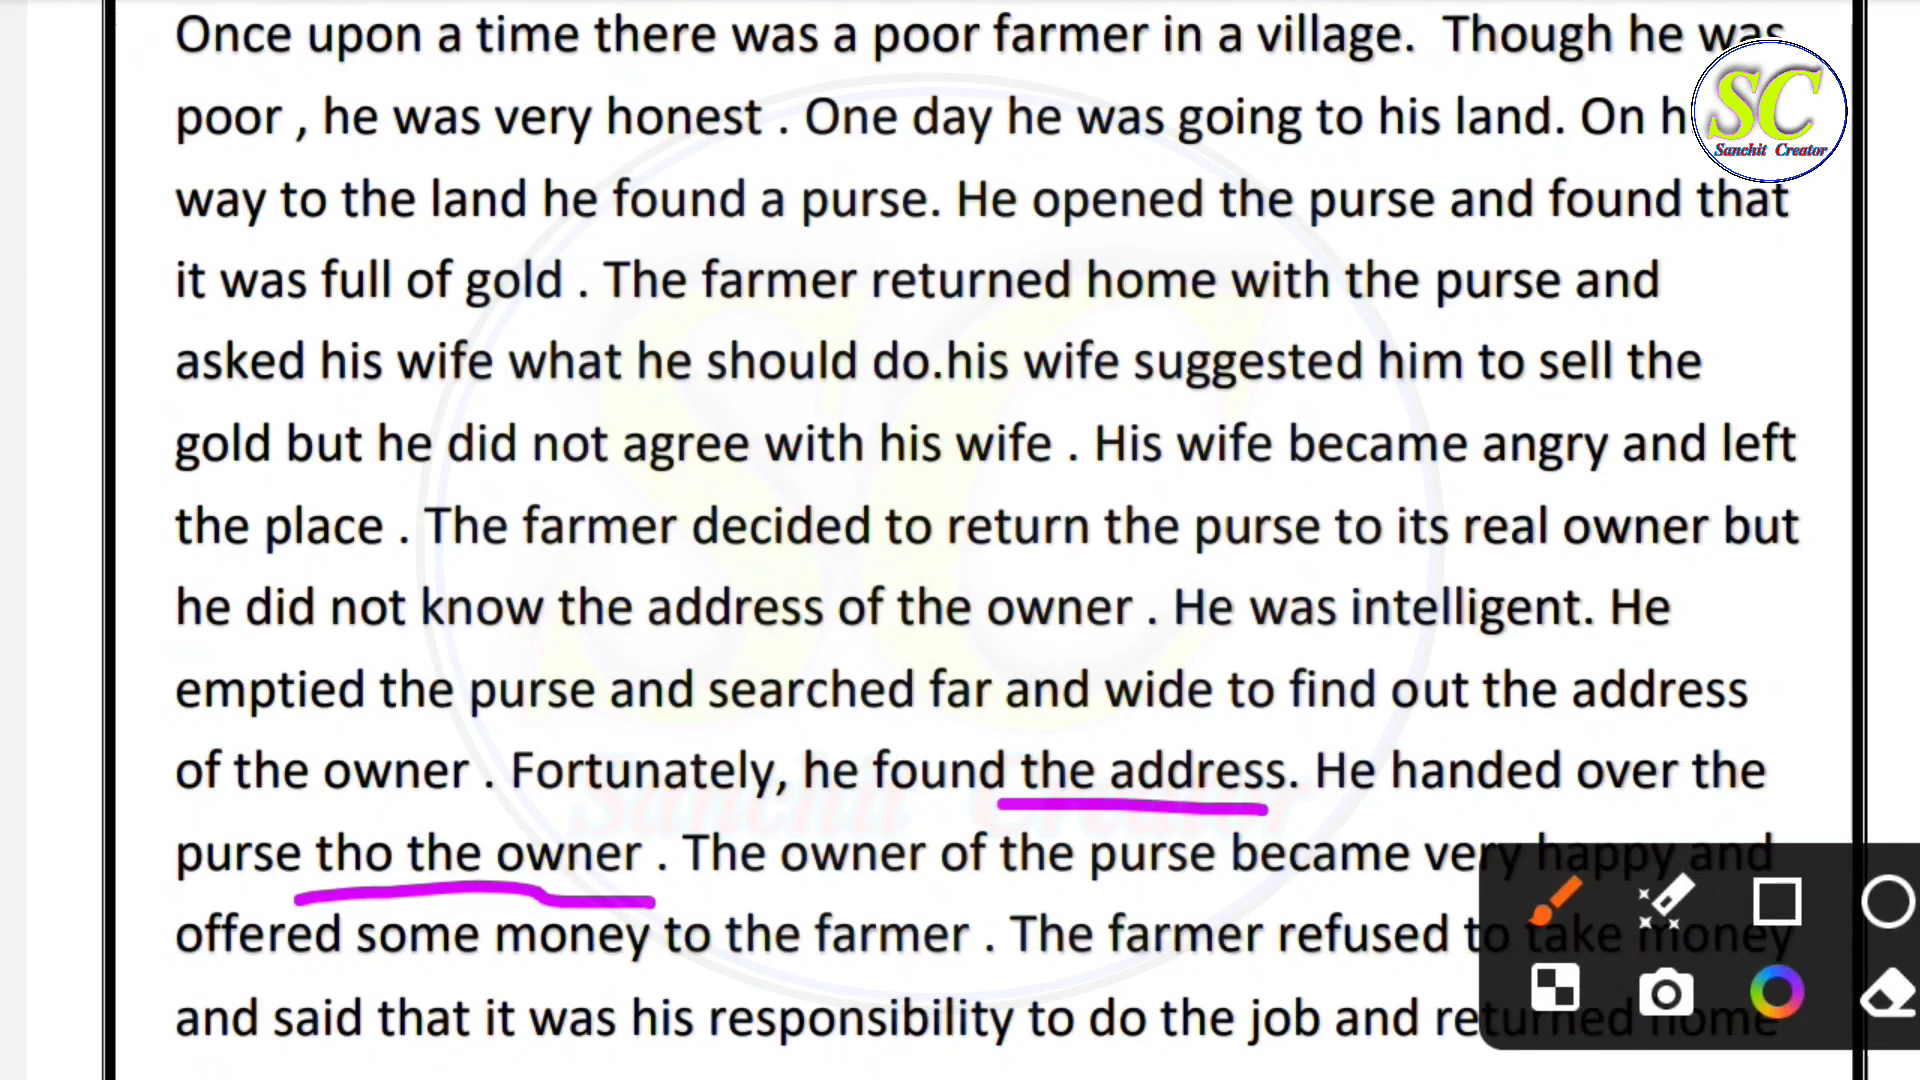 Once upon a time there was a poor farmer in a village. Though he was
poor , he was very honest . One day he was going to his land. On h
way to the land he found a purse. He opened the purse and found that
it was full of gold . The farmer returned home with the purse and
asked his wife what he should do.his wife suggested him to sell the
gold but he did not agree with his wife . His wife became angry and left
the place . The farmer decided to return the purse to its real owner but
he did not know the address of the owner . He was intelligent. He
emptied the purse and searched far and wide to find out the address
of the owner . Fortunately, he found the address. He handed over the
purse tho the owner . The owner of the purse became very happy and
offered some money to the farmer . The farmer refused to take money
and said that it was his responsibility to do the job and returned home
SC
Sanchit Creator
SC
Sanchit Creator